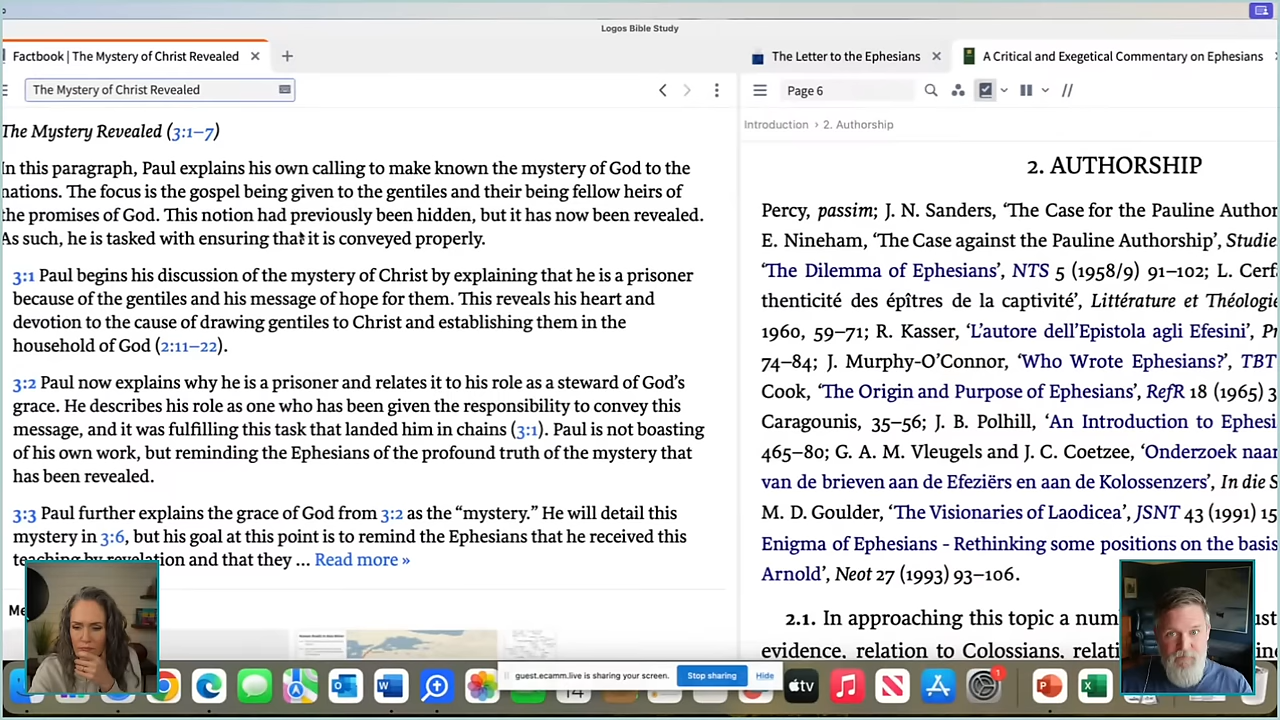 Logos Bible Study
Factbook | The Mystery of Christ Revealed
The Mystery of Christ Revealed
The Mystery Revealed (3:1–7)
In this paragraph, Paul explains his own calling to make known the mystery of God to the
nations. The focus is the gospel being given to the gentiles and their being fellow heirs of
the promises of God. This notion had previously been hidden, but it has now been revealed.
As such, he is tasked with ensuring that it is conveyed properly.
3:1 Paul begins his discussion of the mystery of Christ by explaining that he is a prisoner
because of the gentiles and his message of hope for them. This reveals his heart and
devotion to the cause of drawing gentiles to Christ and establishing them in the
household of God (2:11–22).
3:2 Paul now explains why he is a prisoner and relates it to his role as a steward of God’s
grace. He describes his role as one who has been given the responsibility to convey this
message, and it was fulfilling this task that landed him in chains (3:1). Paul is not boasting
of his own work, but reminding the Ephesians of the profound truth of the mystery that
has been revealed.
3:3 Paul further explains the grace of God from 3:2 as the “mystery.” He will detail this
mystery in 3:6, but his goal at this point is to remind the Ephesians that he received this
teaching by revelation and that they ... Read more »
Me
The Letter to the Ephesians
A Critical and Exegetical Commentary on Ephesians
Page 6
Introduction › 2. Authorship
2. AUTHORSHIP
Percy, passim; J. N. Sanders, ‘The Case for the Pauline Author
E. Nineham, ‘The Case against the Pauline Authorship’, Studie
‘The Dilemma of Ephesians’, NTS 5 (1958/9) 91–102; L. Cerf
thenticité des épîtres de la captivité’, Littérature et Théologie
1960, 59–71; R. Kasser, ‘L’autore dell’Epistola agli Efesini’, P
74–84; J. Murphy-O’Connor, ‘Who Wrote Ephesians?’, TBT
Cook, ‘The Origin and Purpose of Ephesians’, RefR 18 (1965) 3
Caragounis, 35–56; J. B. Polhill, ‘An Introduction to Ephesi
465–80; G. A. M. Vleugels and J. C. Coetzee, ‘Onderzoek naar
van de brieven aan de Efeziërs en aan de Kolossenzers’, In die S
M. D. Goulder, ‘The Visionaries of Laodicea’, JSNT 43 (1991) 15
Enigma of Ephesians - Rethinking some positions on the basis
Arnold’, Neot 27 (1993) 93–106.
2.1. In approaching this topic a num
evidence, relation to Colossians, relati
guest.ecamm.live is sharing your screen.
Stop sharing
Hide
14
tv